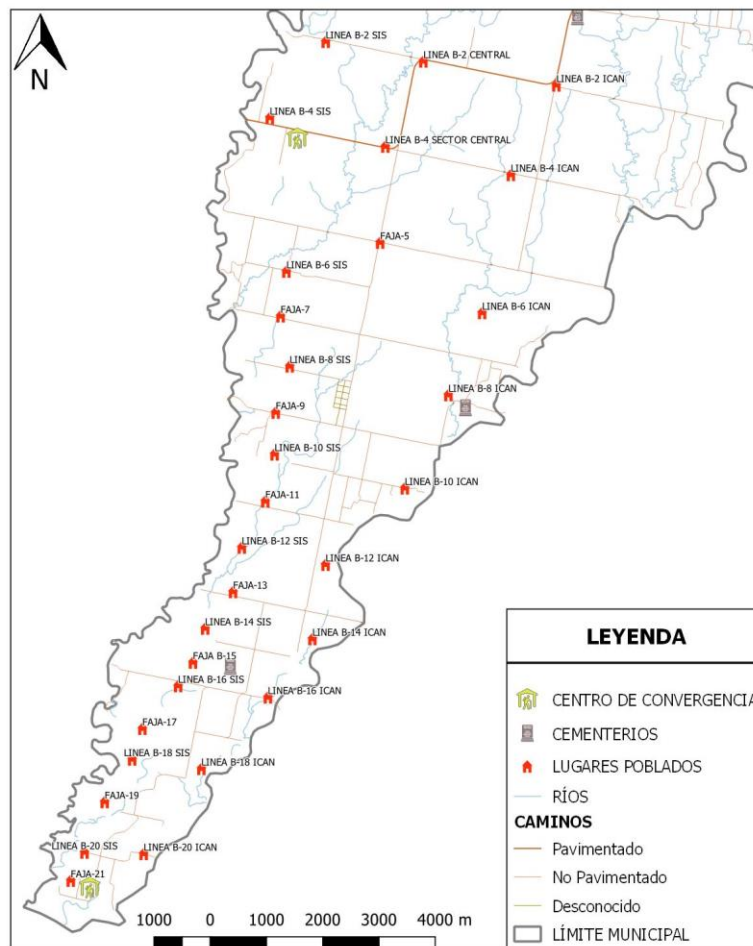 N
LINEA B-2 SIS
LINEA B-2 CENTRAL
LINEA B-2 ICAN
LINEA B-4 SIS
LINEA B-4 SECTOR CENTRAL
LINEA B-4 ICAN
FAJA-5
LINEA B-6 SIS
FAJA-7
LINEA B-6 ICAN
LINEA B-8 SIS
LINEA B-8 ICAN
FAJA-9
LINEA B-10 SIS
LINEA B-10 ICAN
FAJA-11
LINEA B-12 SIS
LINEA B-12 ICAN
FAJA-13
LINEA B-14 SIS
LINEA B-14 ICAN
FAJA B-15
LINEA B-16 SIS
LINEA B-16 ICAN
FAJA-17
LINEA B-18 SIS
LINEA B-18 ICAN
FAJA-19
LINEA B-20 SIS
LINEA B-20 ICAN
FAJA-21
1000 0 1000 2000 3000 4000 m
LEYENDA
CENTRO DE CONVERGENCIA
CEMENTERIOS
LUGARES POBLADOS
RÍOS
CAMINOS
Pavimentado
No Pavimentado
Desconocido
LÍMITE MUNICIPAL